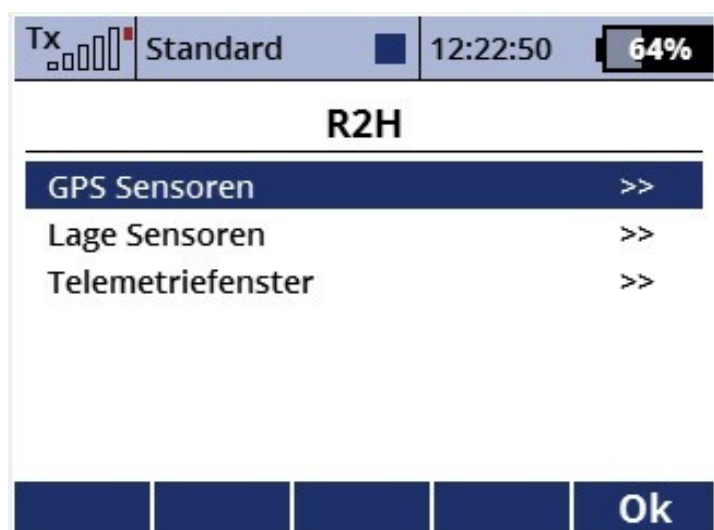 Tx Standard 12:22:50 64%
R2H
GPS Sensoren >>
Lage Sensoren >>
Telemetriefenster >>
Ok